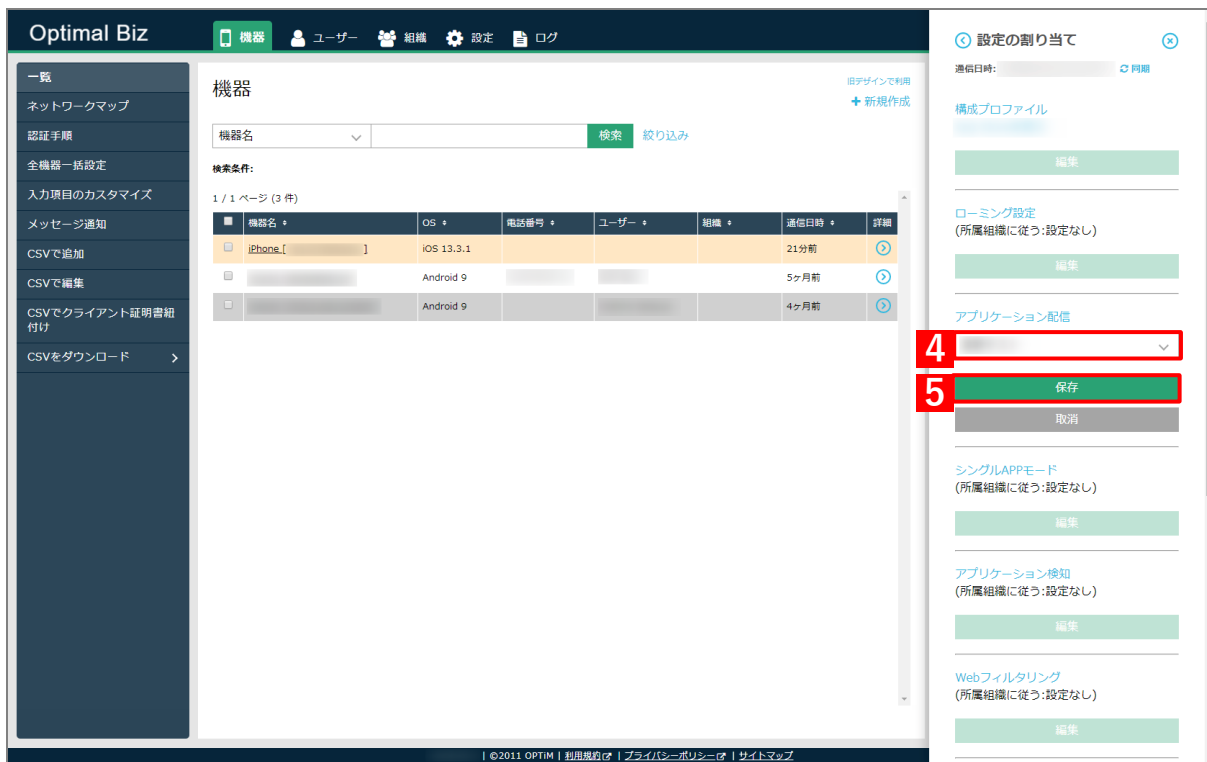 Optimal Biz
機器
ユーザー
組織
設定
ログ
一覧
ネットワークマップ
認証手順
全機器一括設定
入力項目のカスタマイズ
メッセージ通知
CSVで追加
CSVで編集
CSVでクライアント証明書紐
付け
CSVをダウンロード
機器
旧デザインで利用
新規作成
機器名
検索
絞り込み
検索条件:
1 / 1 ページ (3 件)
機器名 OS 電話番号 ユーザー 組織 通信日時 詳細
iPhone [ ] iOS 13.3.1 21分前
Android 9 5ヶ月前
Android 9 4ヶ月前
設定の割り当て
通信日時: 同期
構成プロファイル
編集
ローミング設定
(所属組織に従う:設定なし)
編集
アプリケーション配信
4
5
保存
取消
シングルAPPモード
(所属組織に従う:設定なし)
編集
アプリケーション検知
(所属組織に従う:設定なし)
編集
Webフィルタリング
(所属組織に従う:設定なし)
編集
| ©2011 OPTiM | 利用規約 | プライバシーポリシー | サイトマップ